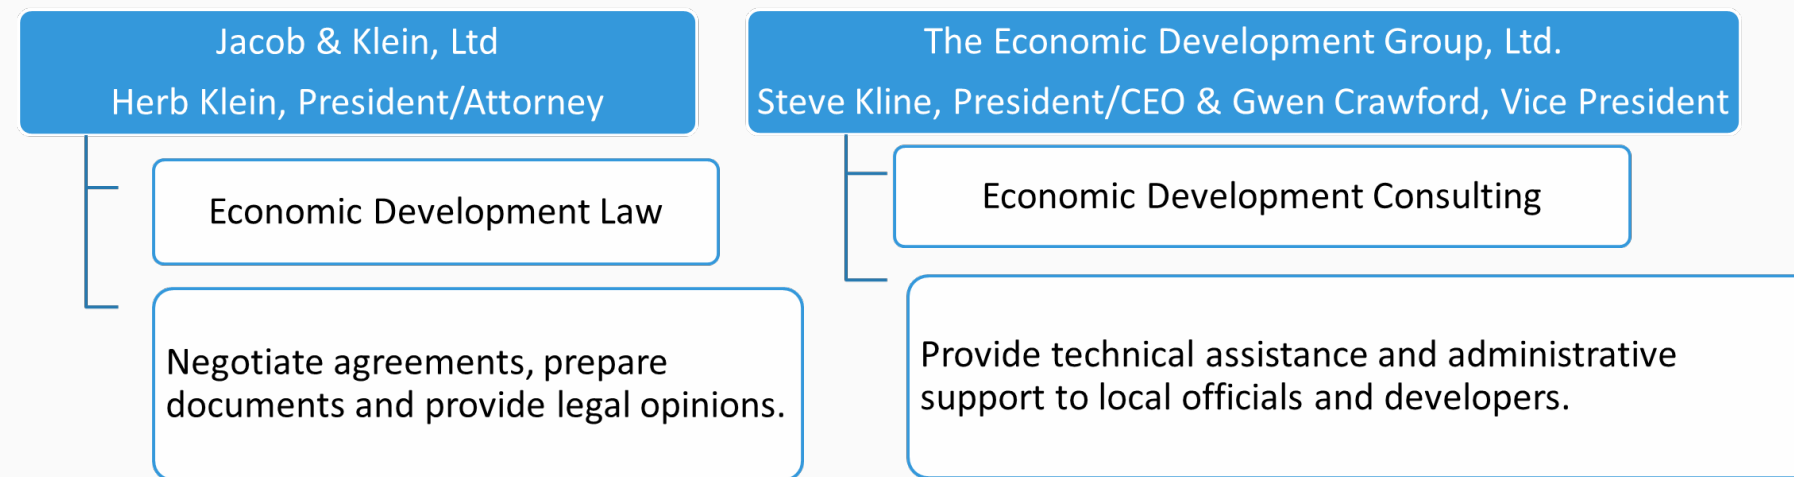 Jacob & Klein, Ltd
Herb Klein, President/Attorney
Economic Development Law
Negotiate agreements, prepare
documents and provide legal opinions.
The Economic Development Group, Ltd.
Steve Kline, President/CEO & Gwen Crawford, Vice President
Economic Development Consulting
Provide technical assistance and administrative
support to local officials and developers.